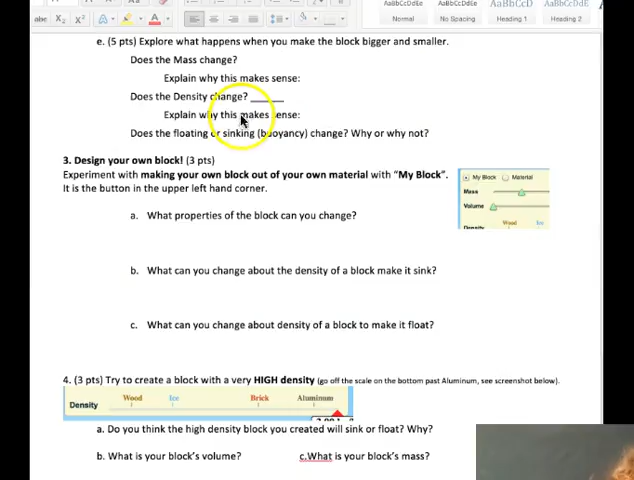 AaBbCcDd
AaBbCcDd
AaBbCcD
AaBbCcDd
abc X₂ X² A A
Normal
No Spacing
Heading 1
Heading 2
e. (5 pts) Explore what happens when you make the block bigger and smaller.
Does the Mass change?
Explain why this makes sense:
Does the Density change? ______
Explain why this makes sense:
Does the floating or sinking (buoyancy) change? Why or why not?
3. Design your own block! (3 pts)
Experiment with making your own block out of your own material with “My Block”.
It is the button in the upper left hand corner.
My Block
Material
Mass
Volume
Density
Wood
Ice
a. What properties of the block can you change?
b. What can you change about the density of a block make it sink?
c. What can you change about density of a block to make it float?
4. (3 pts) Try to create a block with a very HIGH density (go off the scale on the bottom past Aluminum, see screenshot below).
Density
Wood
Ice
Brick
Aluminum
a. Do you think the high density block you created will sink or float? Why?
b. What is your block’s volume?
c.What is your block’s mass?